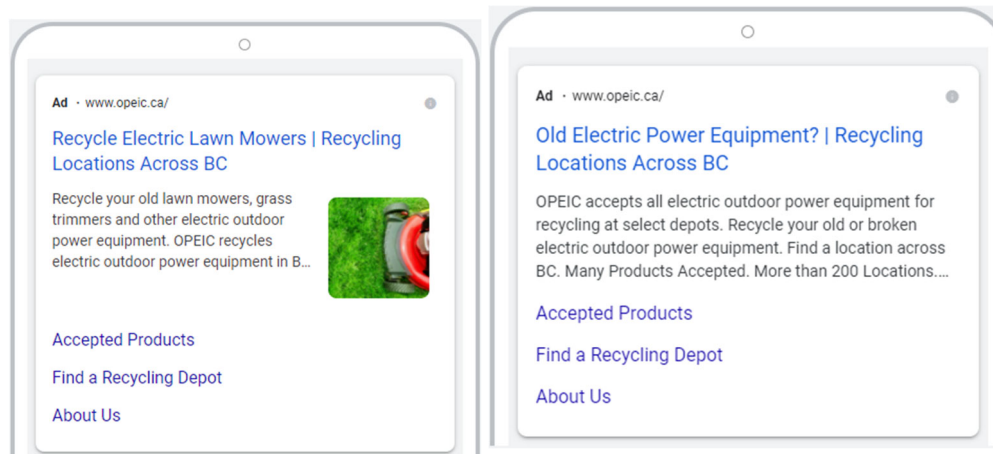 Ad · www.opeic.ca/
Recycle Electric Lawn Mowers | Recycling
Locations Across BC
Recycle your old lawn mowers, grass
trimmers and other electric outdoor
power equipment. OPEIC recycles
electric outdoor power equipment in B...
Accepted Products
Find a Recycling Depot
About Us
Ad · www.opeic.ca/
Old Electric Power Equipment? | Recycling
Locations Across BC
OPEIC accepts all electric outdoor power equipment for
recycling at select depots. Recycle your old or broken
electric outdoor power equipment. Find a location across
BC. Many Products Accepted. More than 200 Locations....
Accepted Products
Find a Recycling Depot
About Us